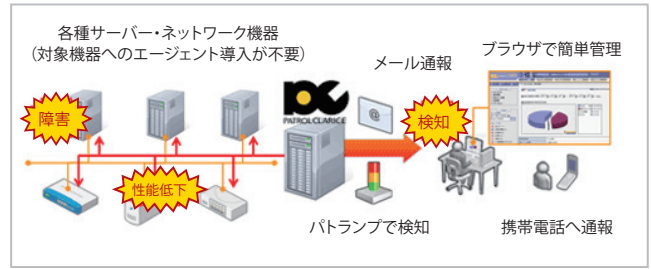 各種サーバー・ネットワーク機器
（対象機器へのエージェント導入が不要）
メール通報
ブラウザで簡単管理
障害
PATROLCLARICE
@
検知
性能低下
パトランプで検知
携帯電話へ通報